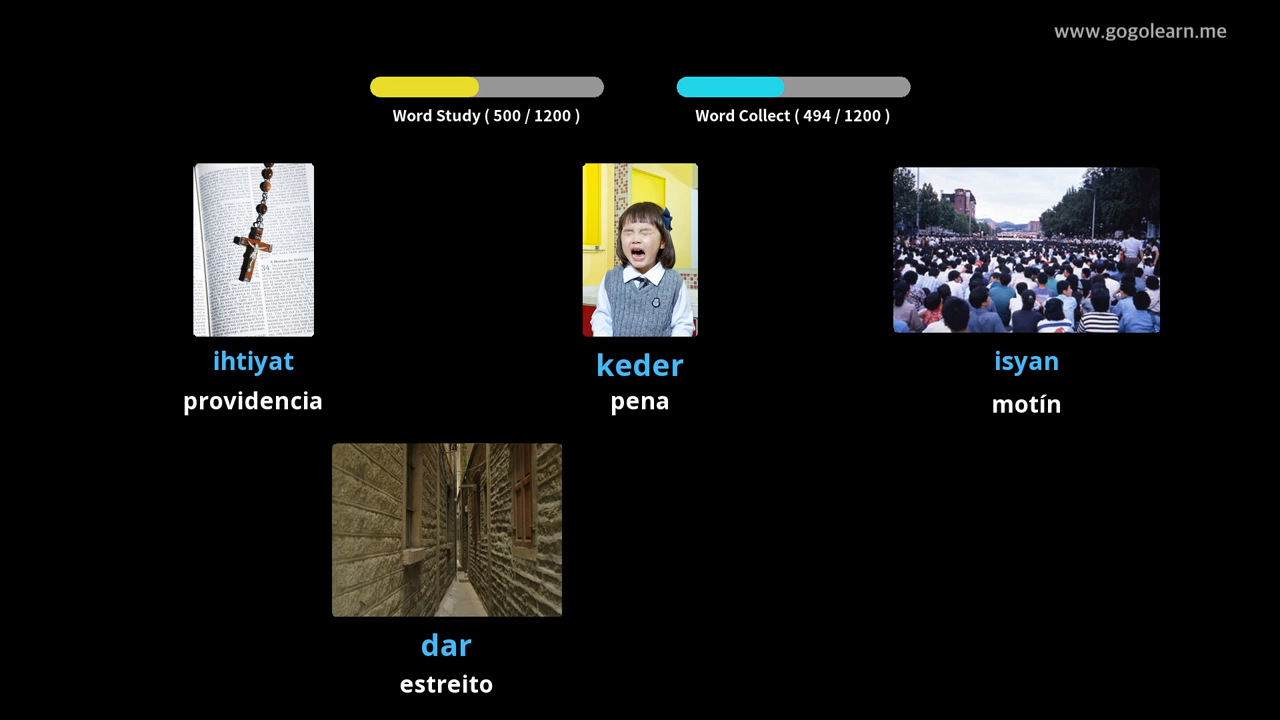 www.gogolearn.me
Word Study ( 500 / 1200 )
Word Collect ( 494 / 1200 )
ihtiyat
providencia
keder
pena
isyan
motín
dar
estreito